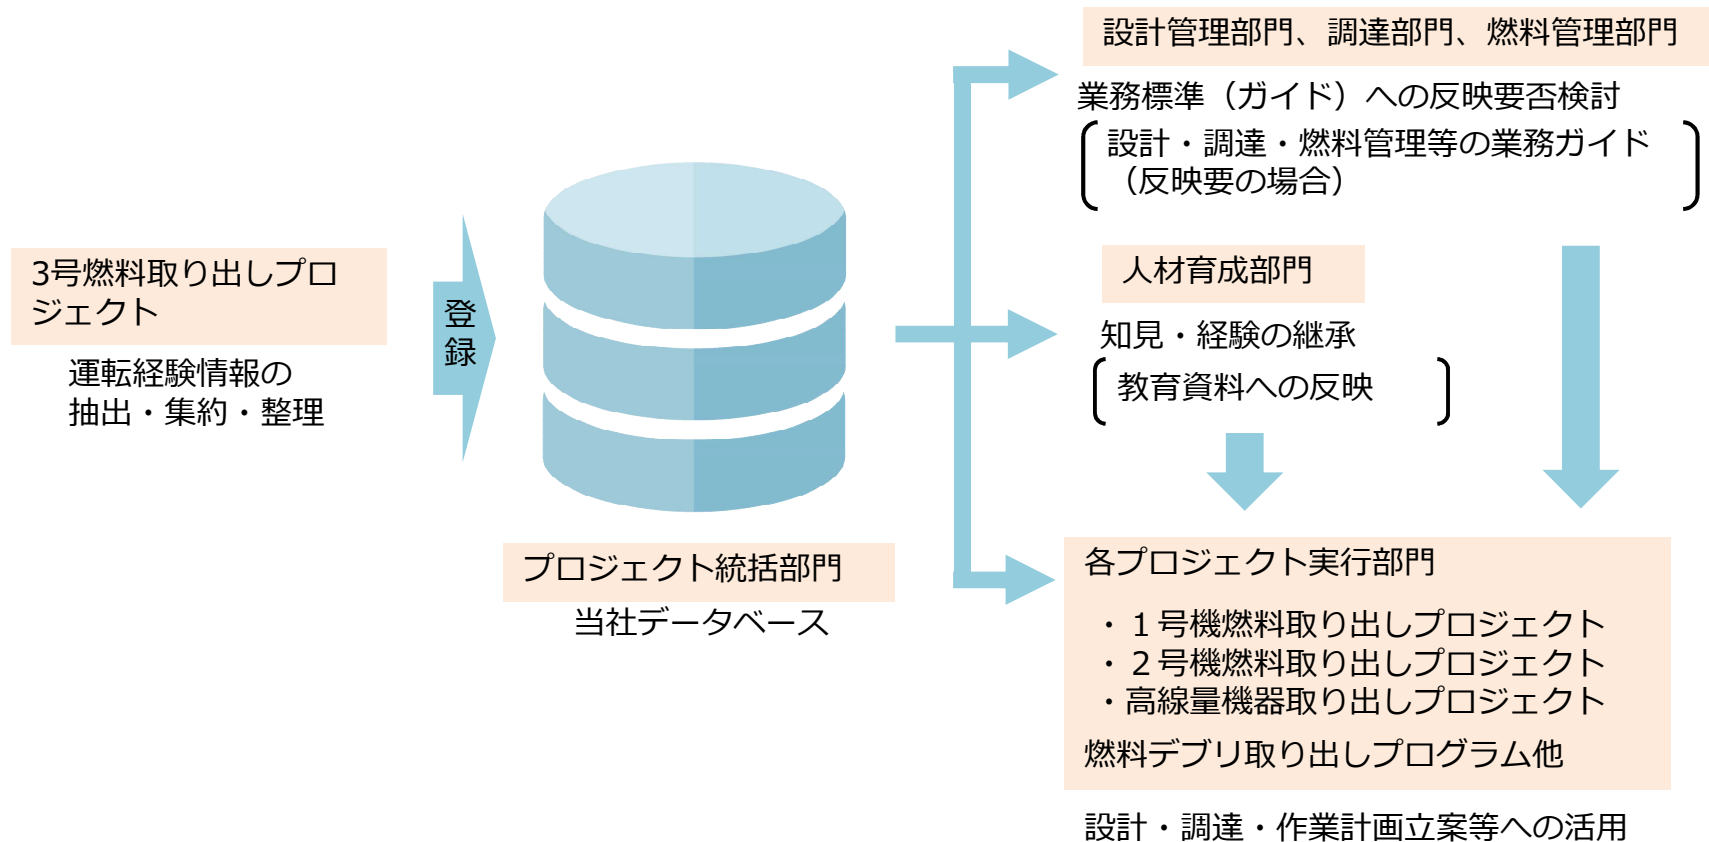 3号燃料取り出しプロ
ジェクト
運転経験情報の
抽出・集約・整理
登
録
プロジェクト統括部門
当社データベース
設計管理部門、調達部門、燃料管理部門
業務標準（ガイド）への反映要否検討
設計・調達・燃料管理等の業務ガイド
（反映要の場合）
人材育成部門
知見・経験の継承
教育資料への反映
各プロジェクト実行部門
・１号機燃料取り出しプロジェクト
・２号機燃料取り出しプロジェクト
・高線量機器取り出しプロジェクト
燃料デブリ取り出しプログラム他
設計・調達・作業計画立案等への活用